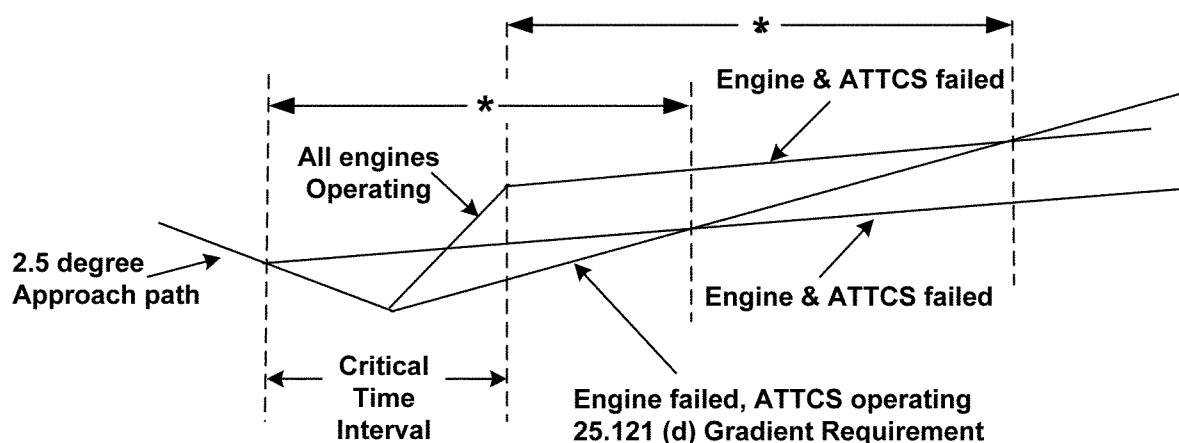 *
Engine & ATTCS failed
*
All engines
Operating
2.5 degree
Approach path
Engine & ATTCS failed
Critical
Time
Interval
Engine failed, ATTCS operating
25.121 (d) Gradient Requirement